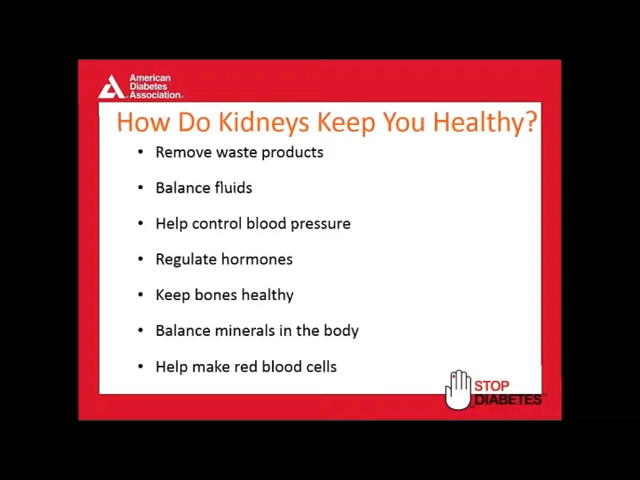 American
Diabetes
Association.
How Do Kidneys Keep You Healthy?
• Remove waste products
• Balance fluids
• Help control blood pressure
• Regulate hormones
• Keep bones healthy
• Balance minerals in the body
• Help make red blood cells
STOP
DIABETES